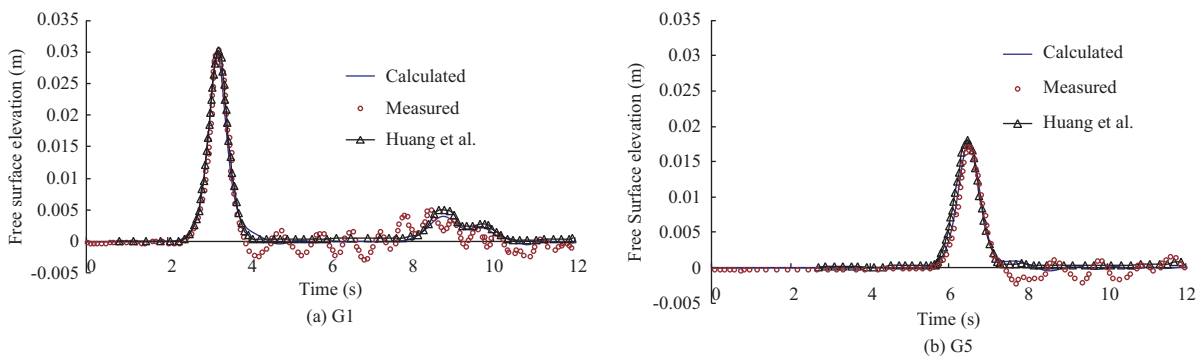 0.035
0.03
0.025
0.02
0.015
0.01
0.005
0
-0.005
Free surface elevation (m)
0 2 4 6 8 10 12
Time (s)
(a) G1
Calculated
Measured
Huang et al.
0.035
0.03
0.025
0.02
0.015
0.01
0.005
0
-0.005
Free Surface elevation (m)
0 2 4 6 8 10 12
Time (s)
(b) G5
Calculated
Measured
Huang et al.